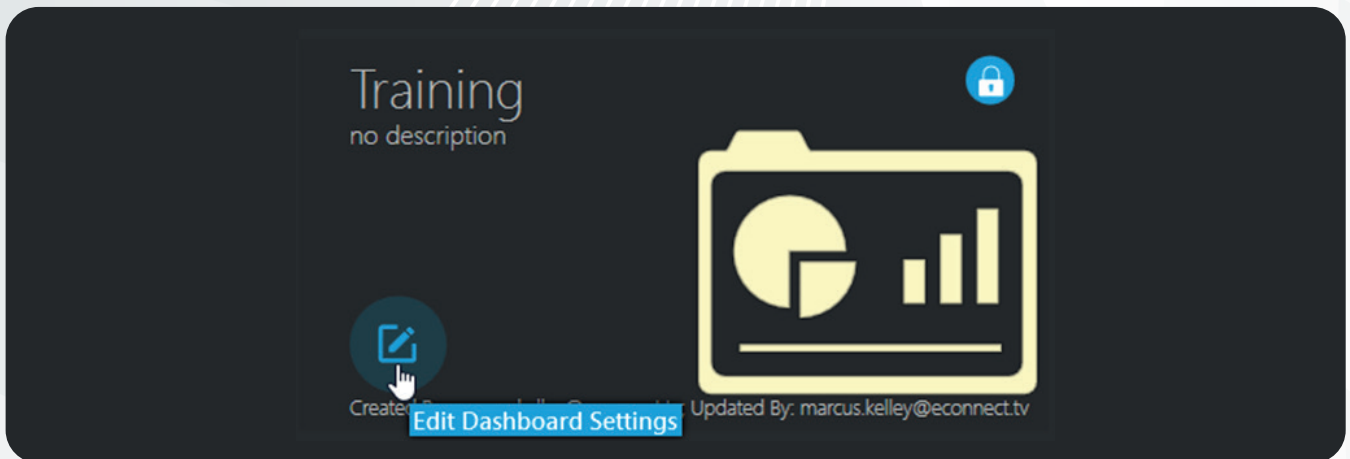 Training
no description
Created Updated By: marcus.kelley@econnect.tv
Edit Dashboard Settings